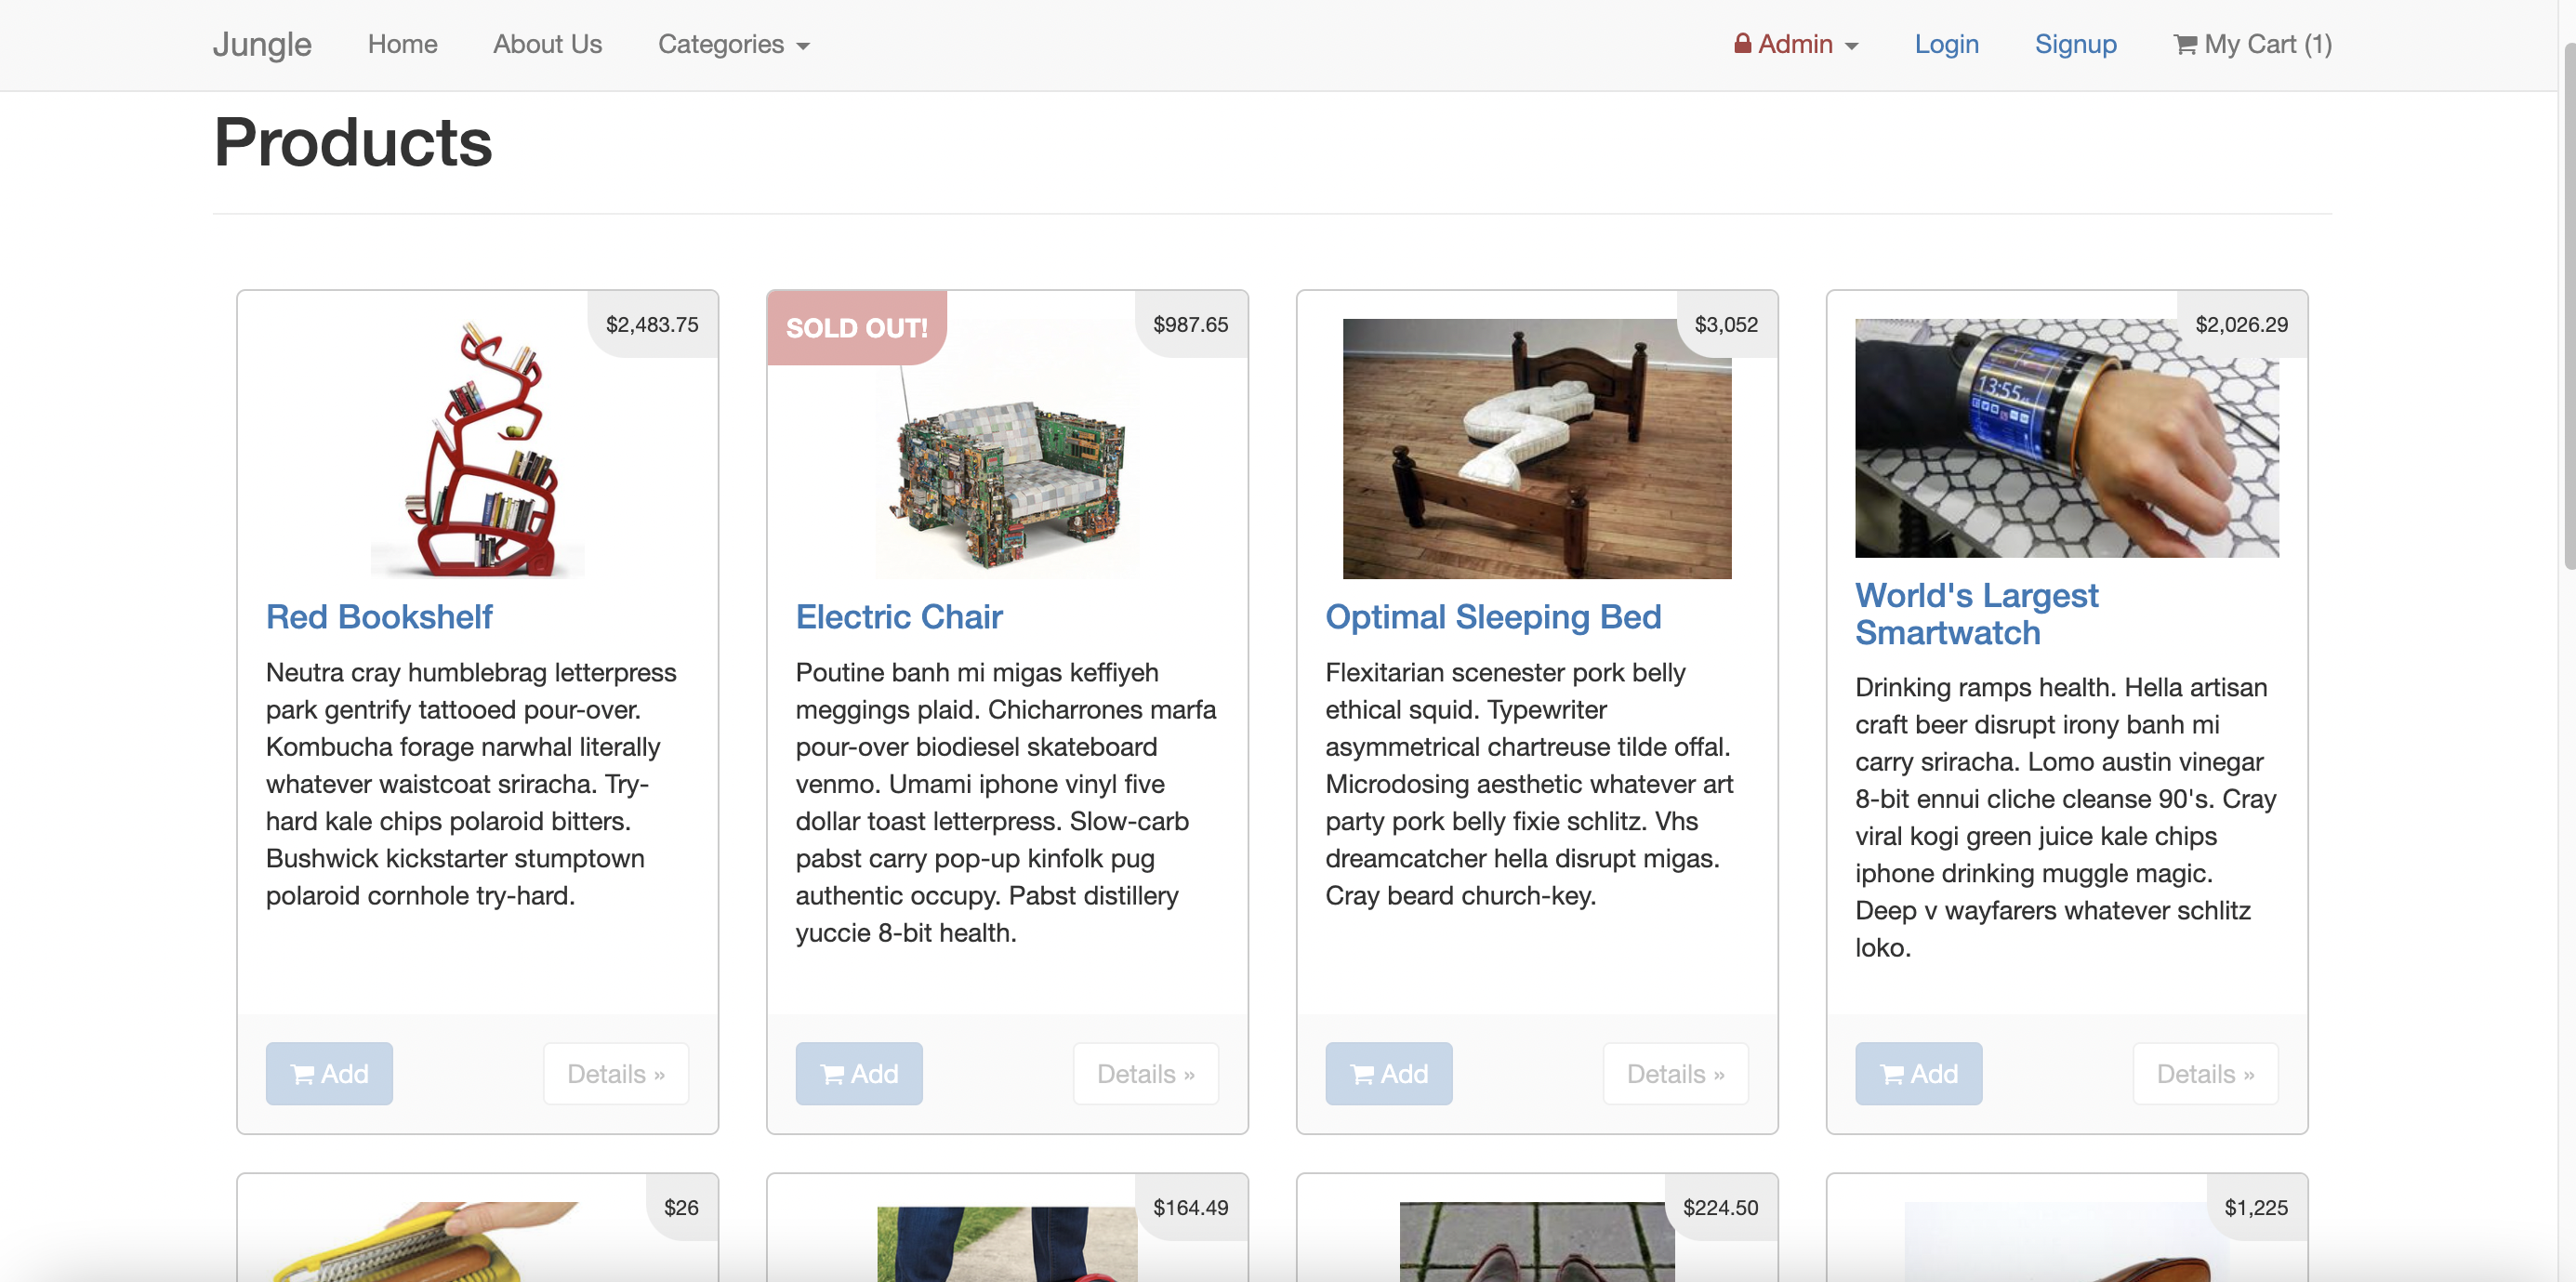 Jungle Home About Us Categories Admin Login Signup My Cart (1)
Products
$2,483.75
Red Bookshelf
Neutra cray humblebrag letterpress
park gentrify tattooed pour-over.
Kombucha forage narwhal literally
whatever waistcoat sriracha. Try-
hard kale chips polaroid bitters.
Bushwick kickstarter stumptown
polaroid cornhole try-hard.
Add Details »
SOLD OUT! $987.65
Electric Chair
Poutine banh mi migas keffiyeh
meggings plaid. Chicharrones marfa
pour-over biodiesel skateboard
venmo. Umami iphone vinyl five
dollar toast letterpress. Slow-carb
pabst carry pop-up kinfolk pug
authentic occupy. Pabst distillery
yuccie 8-bit health.
Add Details »
$3,052
Optimal Sleeping Bed
Flexitarian scenester pork belly
ethical squid. Typewriter
asymmetrical chartreuse tilde offal.
Microdosing aesthetic whatever art
party pork belly fixie schlitz. Vhs
dreamcatcher hella disrupt migas.
Cray beard church-key.
Add Details »
$2,026.29
13:55
World's Largest
Smartwatch
Drinking ramps health. Hella artisan
craft beer disrupt irony banh mi
carry sriracha. Lomo austin vinegar
8-bit ennui cliche cleanse 90's. Cray
viral kogi green juice kale chips
iphone drinking muggle magic.
Deep v wayfarers whatever schlitz
loko.
Add Details »
$26
$164.49
$224.50
$1,225